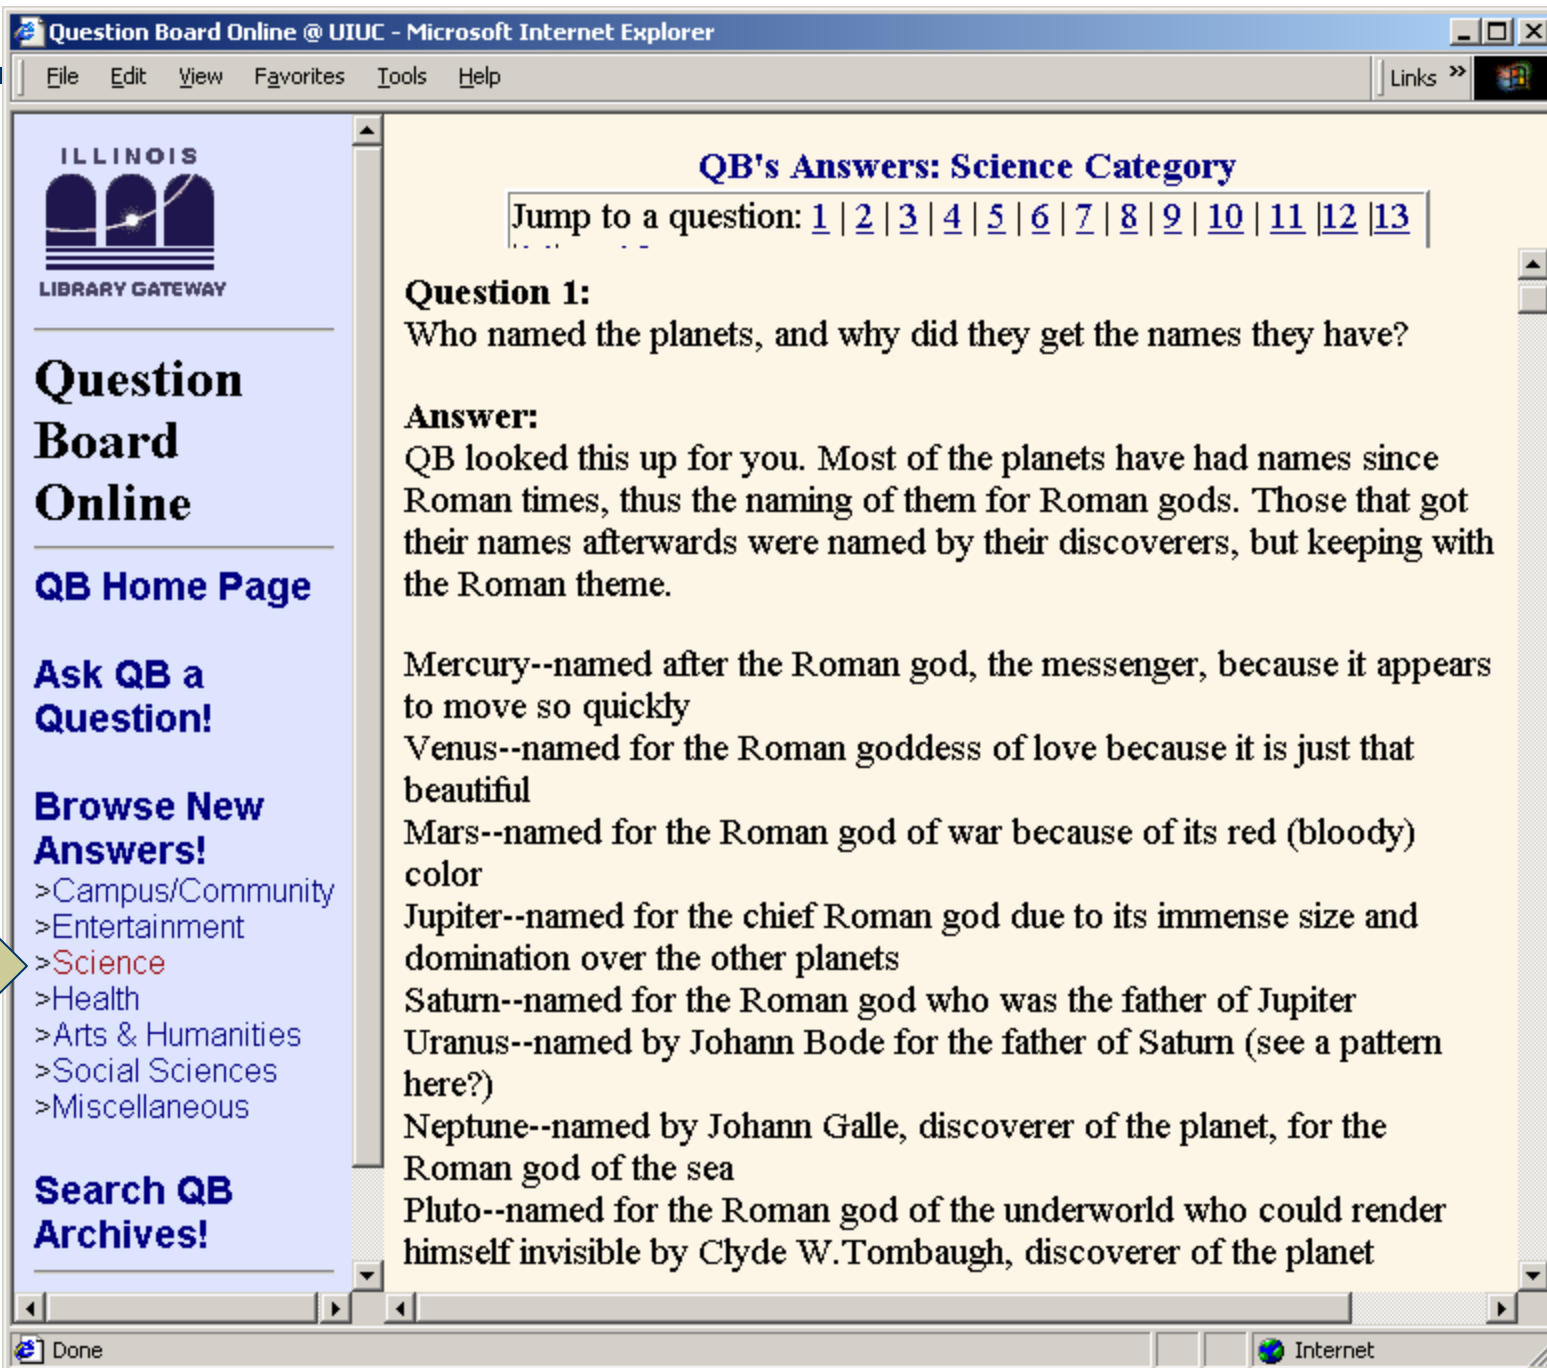 Question Board Online @ UIUC - Microsoft Internet Explorer
File Edit View Favorites Tools Help
Links »
ILLINOIS
LIBRARY GATEWAY
Question
Board
Online
QB Home Page
Ask QB a
Question!
Browse New
Answers!
>Campus/Community
>Entertainment
>Science
>Health
>Arts & Humanities
>Social Sciences
>Miscellaneous
Search QB
Archives!
QB's Answers: Science Category
Jump to a question: 1 | 2 | 3 | 4 | 5 | 6 | 7 | 8 | 9 | 10 | 11 |12 |13
Question 1:
Who named the planets, and why did they get the names they have?
Answer:
QB looked this up for you. Most of the planets have had names since
Roman times, thus the naming of them for Roman gods. Those that got
their names afterwards were named by their discoverers, but keeping with
the Roman theme.
Mercury--named after the Roman god, the messenger, because it appears
to move so quickly
Venus--named for the Roman goddess of love because it is just that
beautiful
Mars--named for the Roman god of war because of its red (bloody)
color
Jupiter--named for the chief Roman god due to its immense size and
domination over the other planets
Saturn--named for the Roman god who was the father of Jupiter
Uranus--named by Johann Bode for the father of Saturn (see a pattern
here?)
Neptune--named by Johann Galle, discoverer of the planet, for the
Roman god of the sea
Pluto--named for the Roman god of the underworld who could render
himself invisible by Clyde W.Tombaugh, discoverer of the planet
Done
Internet